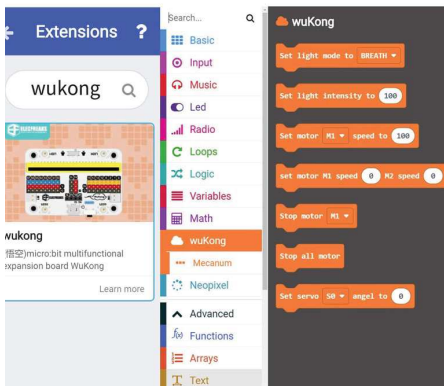 Extensions ?
wukong
ELECFREAKS
wukong
悟空)micro:bit multifunctional
expansion board WuKong
Learn more
Search...
Basic
Input
Music
Led
Radio
Loops
Logic
Variables
Math
wuKong
Mecanum
Neopixel
Advanced
Functions
Arrays
Text
wuKong
Set light mode to BREATH
Set light intensity to 100
Set motor M1 speed to 100
set motor M1 speed 0 M2 speed 0
Stop motor M1
Stop all motor
Set servo S0 angel to 0